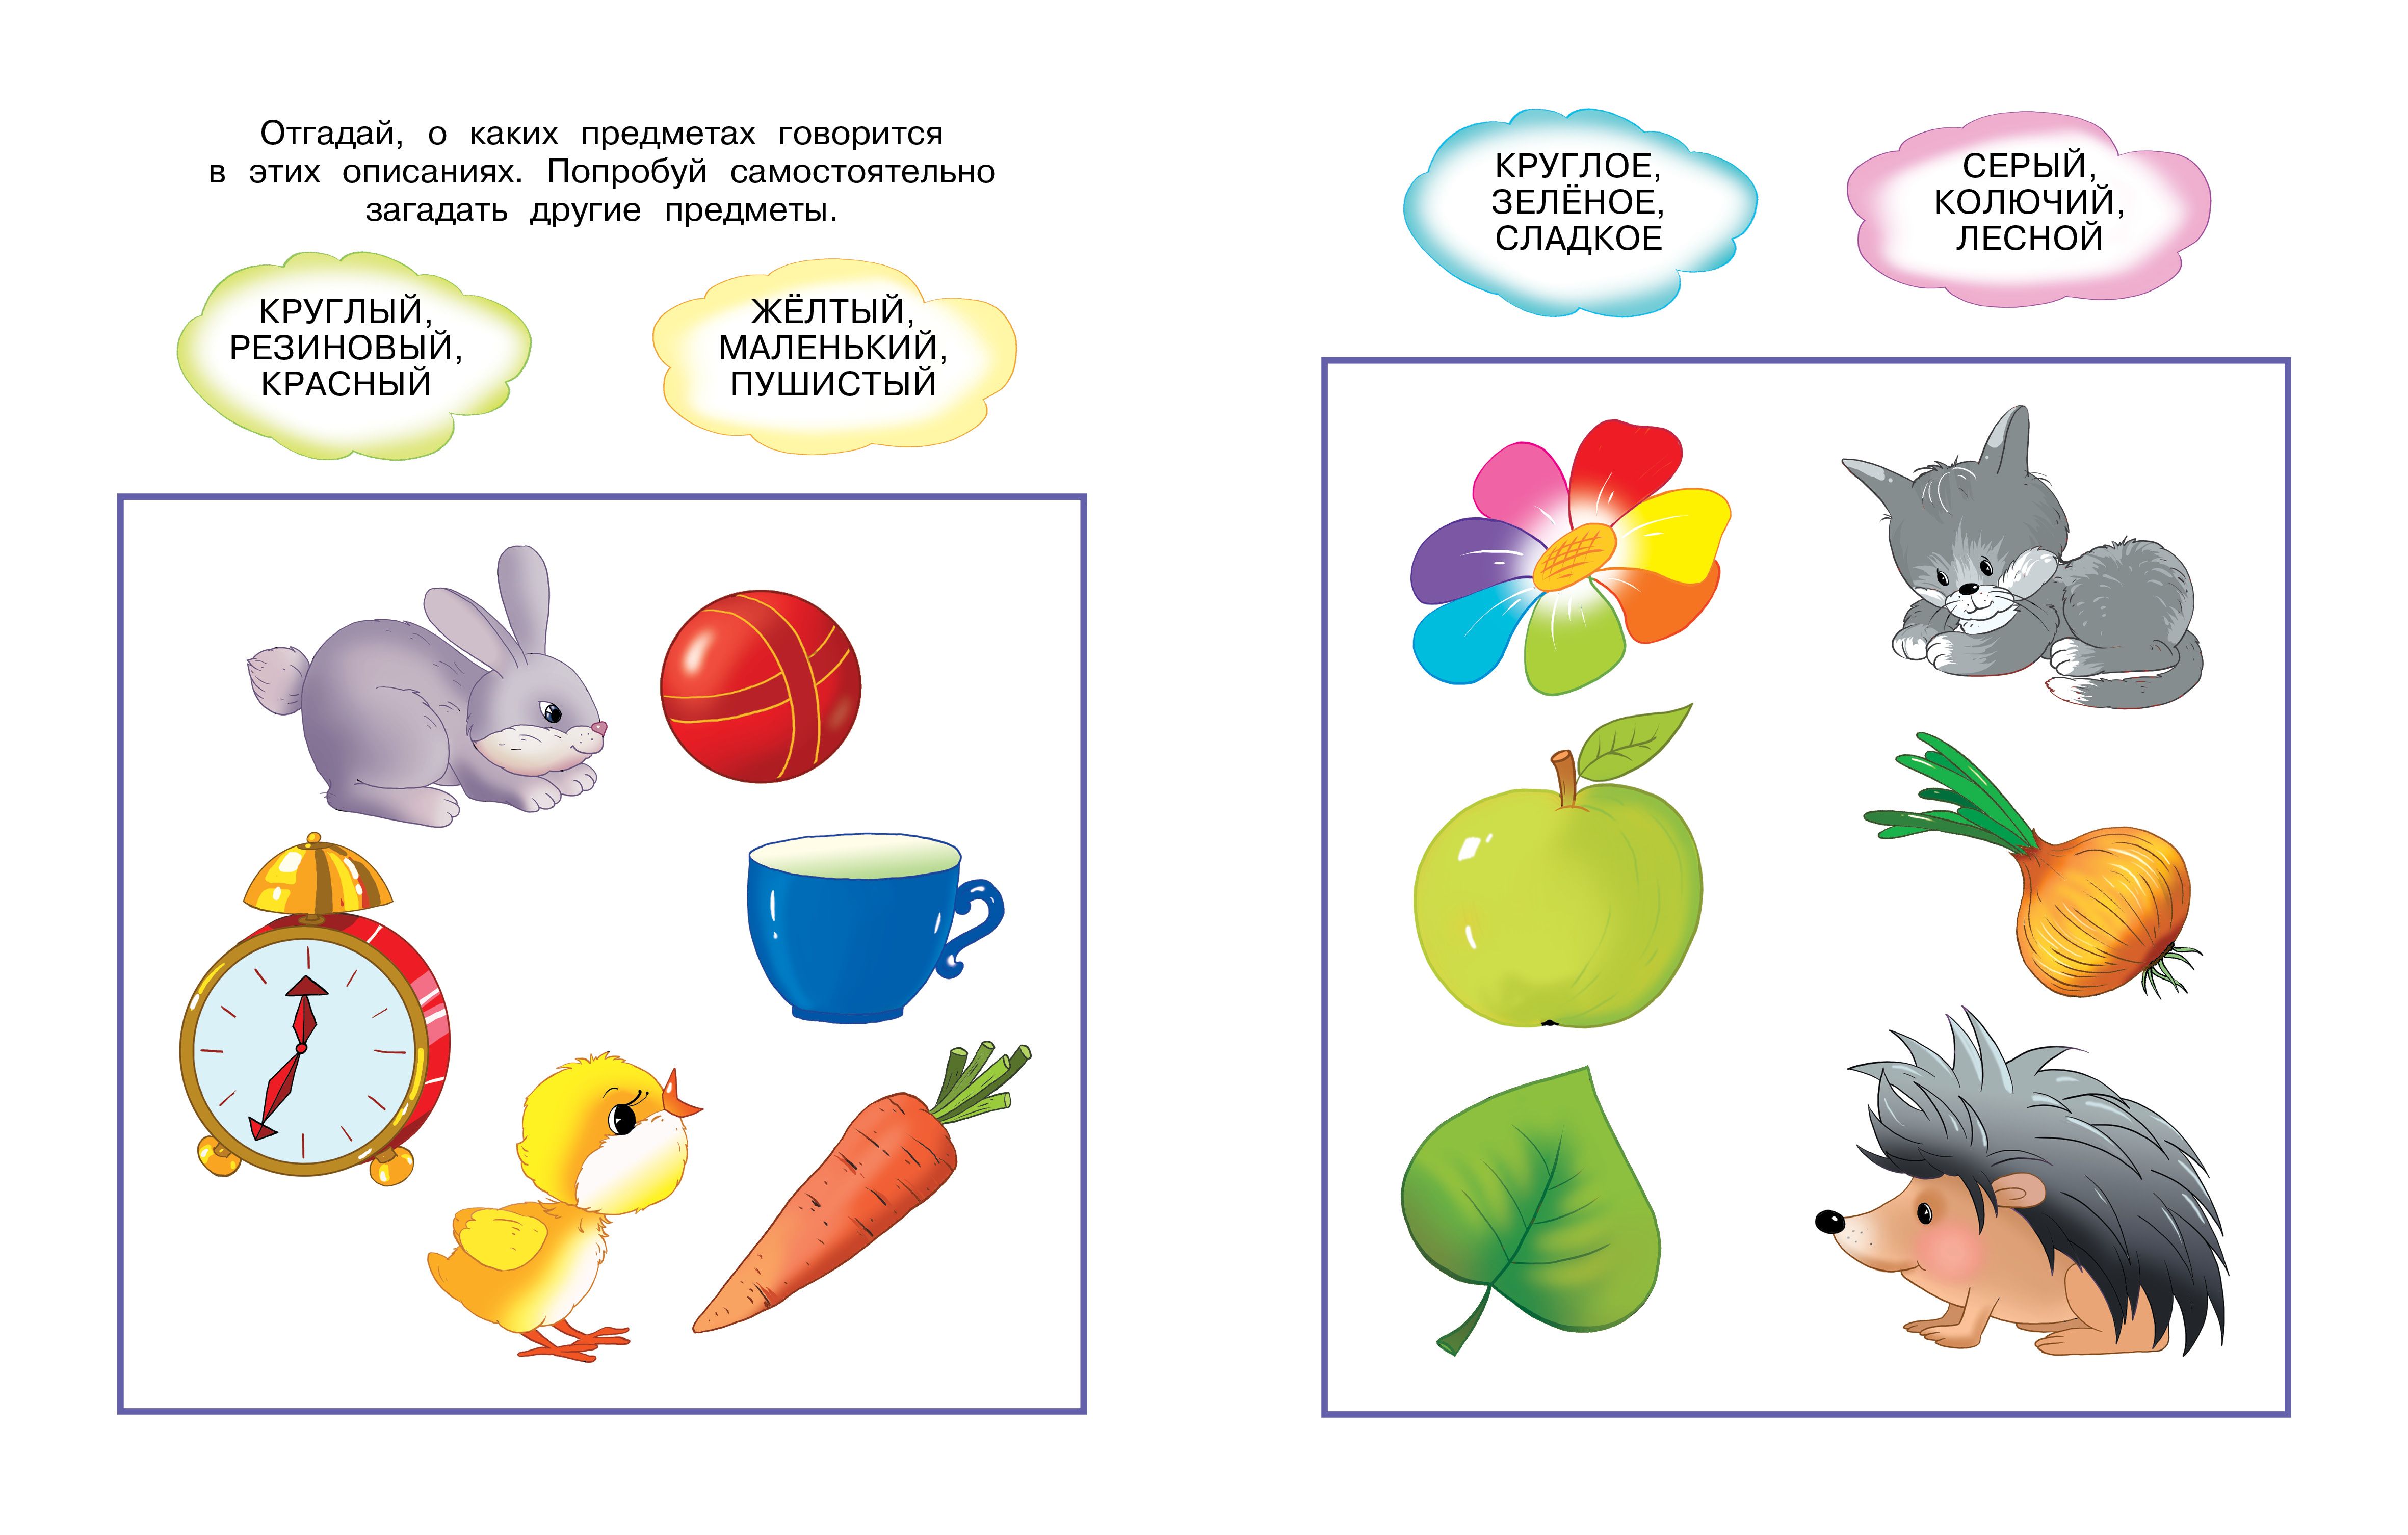 Отгадай, о каких предметах говорится
в этих описаниях. Попробуй самостоятельно
загадать другие предметы.
КРУГЛЫЙ,
РЕЗИНОВЫЙ,
КРАСНЫЙ
ЖЁЛТЫЙ,
МАЛЕНЬКИЙ,
ПУШИСТЫЙ
КРУГЛОЕ,
ЗЕЛЁНОЕ,
СЛАДКОЕ
СЕРЫЙ,
КОЛЮЧИЙ,
ЛЕСНОЙ